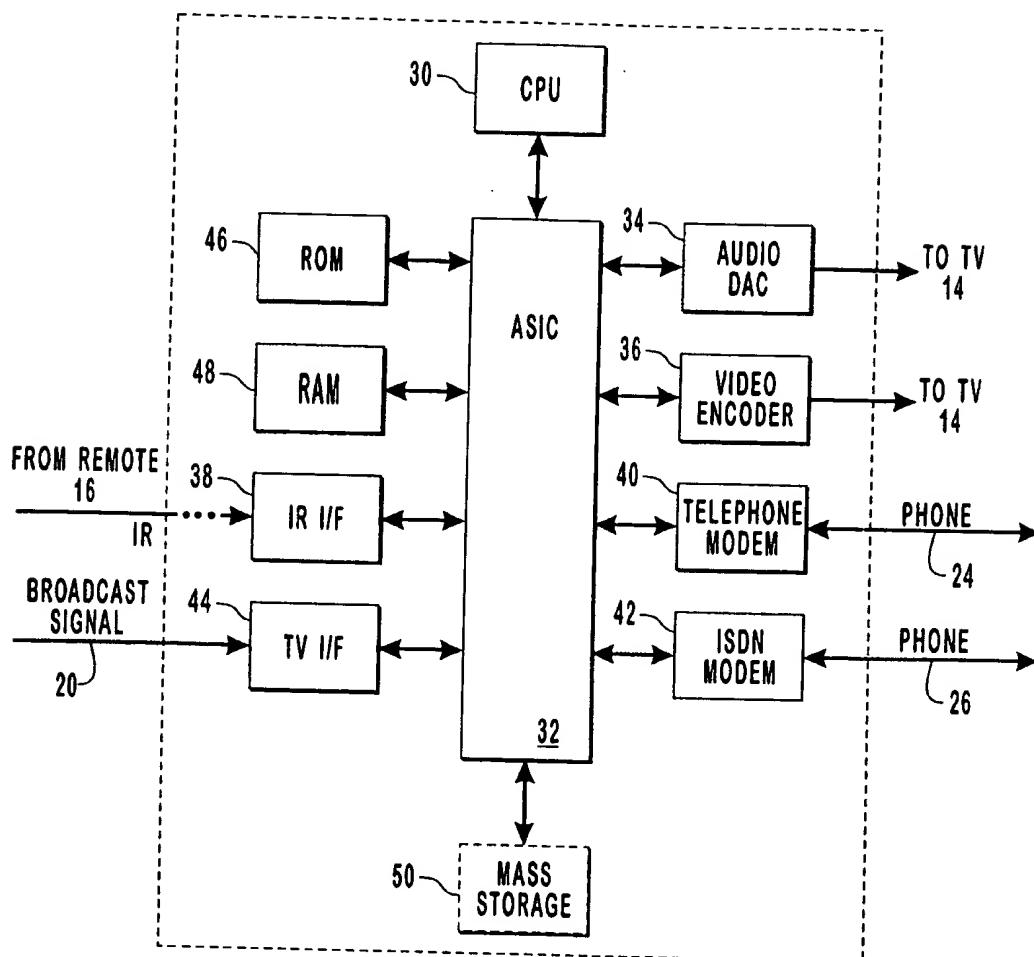 30
CPU
46
ROM
34
AUDIO
DAC
TO TV
14
ASIC
48
RAM
36
VIDEO
ENCODER
TO TV
14
FROM REMOTE
16
IR
38
IR I/F
40
TELEPHONE
MODEM
PHONE
24
BROADCAST
SIGNAL
20
44
TV I/F
42
ISDN
MODEM
PHONE
26
32
50
MASS
STORAGE